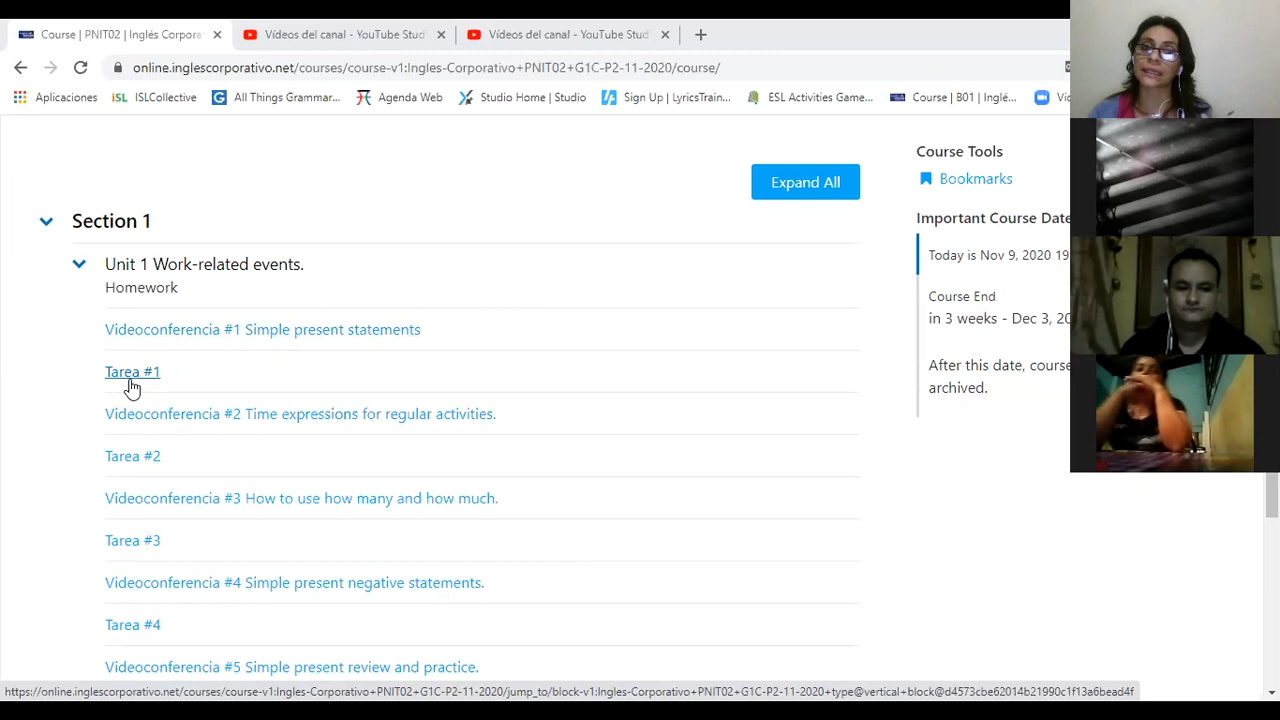 Course | PNIT02 | Inglés Corpora
Vídeos del canal - YouTube Stud
Vídeos del canal - YouTube Stud
online.inglescorporativo.net/courses/course-v1:Ingles-Corporativo+PNIT02+G1C-P2-11-2020/course/
Aplicaciones
iSL ISLCollective
All Things Grammar...
Agenda Web
Studio Home | Studio
Sign Up | LyricsTrain...
ESL Activities Game...
Course | B01 | Inglé...
Expand All
Section 1
Unit 1 Work-related events.
Homework
Videoconferencia #1 Simple present statements
Tarea #1
Videoconferencia #2 Time expressions for regular activities.
Tarea #2
Videoconferencia #3 How to use how many and how much.
Tarea #3
Videoconferencia #4 Simple present negative statements.
Tarea #4
Videoconferencia #5 Simple present review and practice.
Course Tools
Bookmarks
Important Course Date
Today is Nov 9, 2020 19
Course End
in 3 weeks - Dec 3, 20
After this date, course
archived.
https://online.inglescorporativo.net/courses/course-v1:Ingles-Corporativo+PNIT02+G1C-P2-11-2020/jump_to/block-v1:Ingles-Corporativo+PNIT02+G1C-P2-11-2020+type@vertical+block@d4573cbe62014b21990c1f13a6bead4f